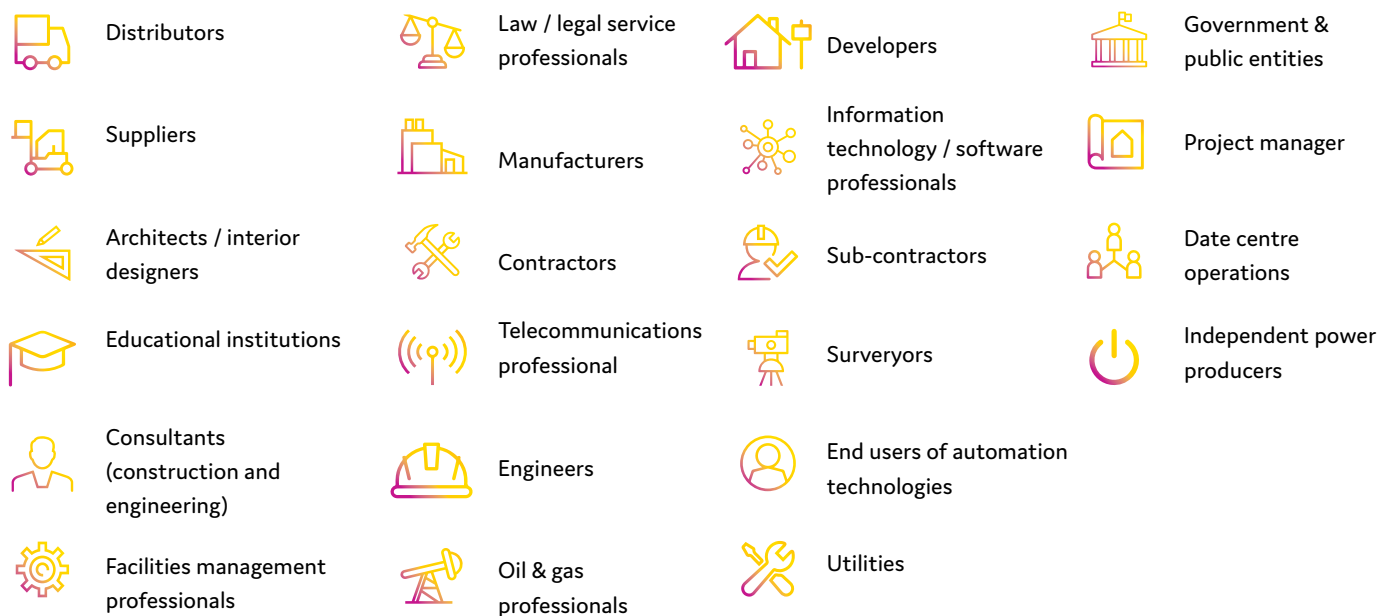 Distributors
Law / legal service
professionals
Developers
Government &
public entities
Suppliers
Manufacturers
Information
technology / software
professionals
Project manager
Architects / interior
designers
Contractors
Sub-contractors
Date centre
operations
Educational institutions
Telecommunications
professional
Surveryors
Independent power
producers
Consultants
(construction and
engineering)
Engineers
End users of automation
technologies
Facilities management
professionals
Oil & gas
professionals
Utilities